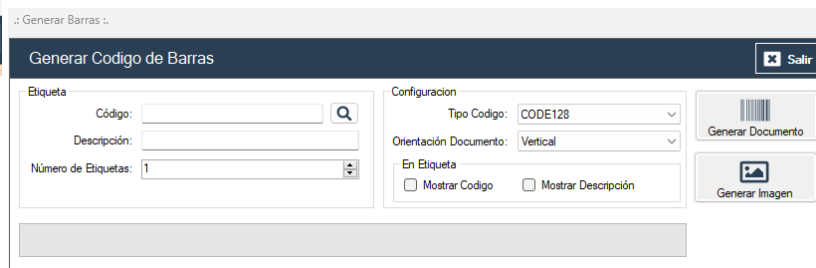 .: Generar Barras :.
Generar Codigo de Barras
Salir
Etiqueta
Código:
Descripción:
Número de Etiquetas: 1
Configuracion
Tipo Codigo: CODE128
Orientación Documento: Vertical
En Etiqueta
Mostrar Codigo Mostrar Descripción
Generar Documento
Generar Imagen